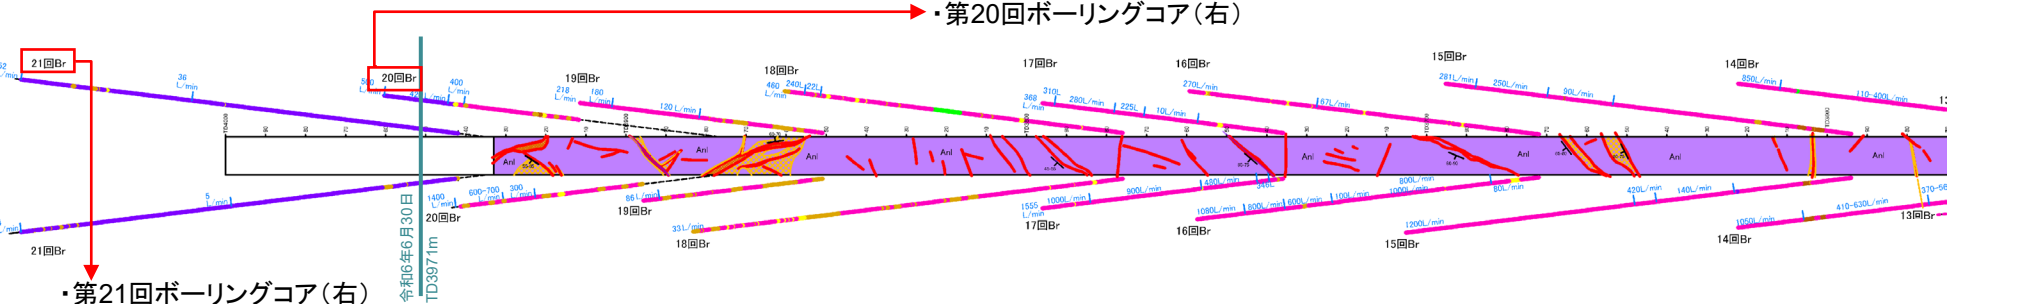 ・第20回ボーリングコア（右）
21回Br
36
L/min
20回Br
400
19回Br
218
L/min
180
120 L/min
18回Br
460
L/min
240L
22L
17回Br
368
L/min
310L
280L/min
225L
10L/min
16回Br
270L/min
67L/min
15回Br
281L/min
250L/min
90L/min
14回Br
850L/min
110-400L/min
Anl
Anl
Anl
Anl
Anl
Anl
Anl
Anl
5
L/min
21回Br
1400
L/min
600-700
L/min
300
L/min
20回Br
86L/min
19回Br
33L/min
18回Br
1555
L/min
1000L/min
900L/min
480L/min
346L
17回Br
1080L/min
800L/min
600L/min
100L/min
1000L/min
800L/min
80L/min
16回Br
1200L/min
420L/min
140L/min
15回Br
1050L/min
410-630L/min
14回Br
13回Br
令和6年6月30日
TD3971m
・第21回ボーリングコア（右）